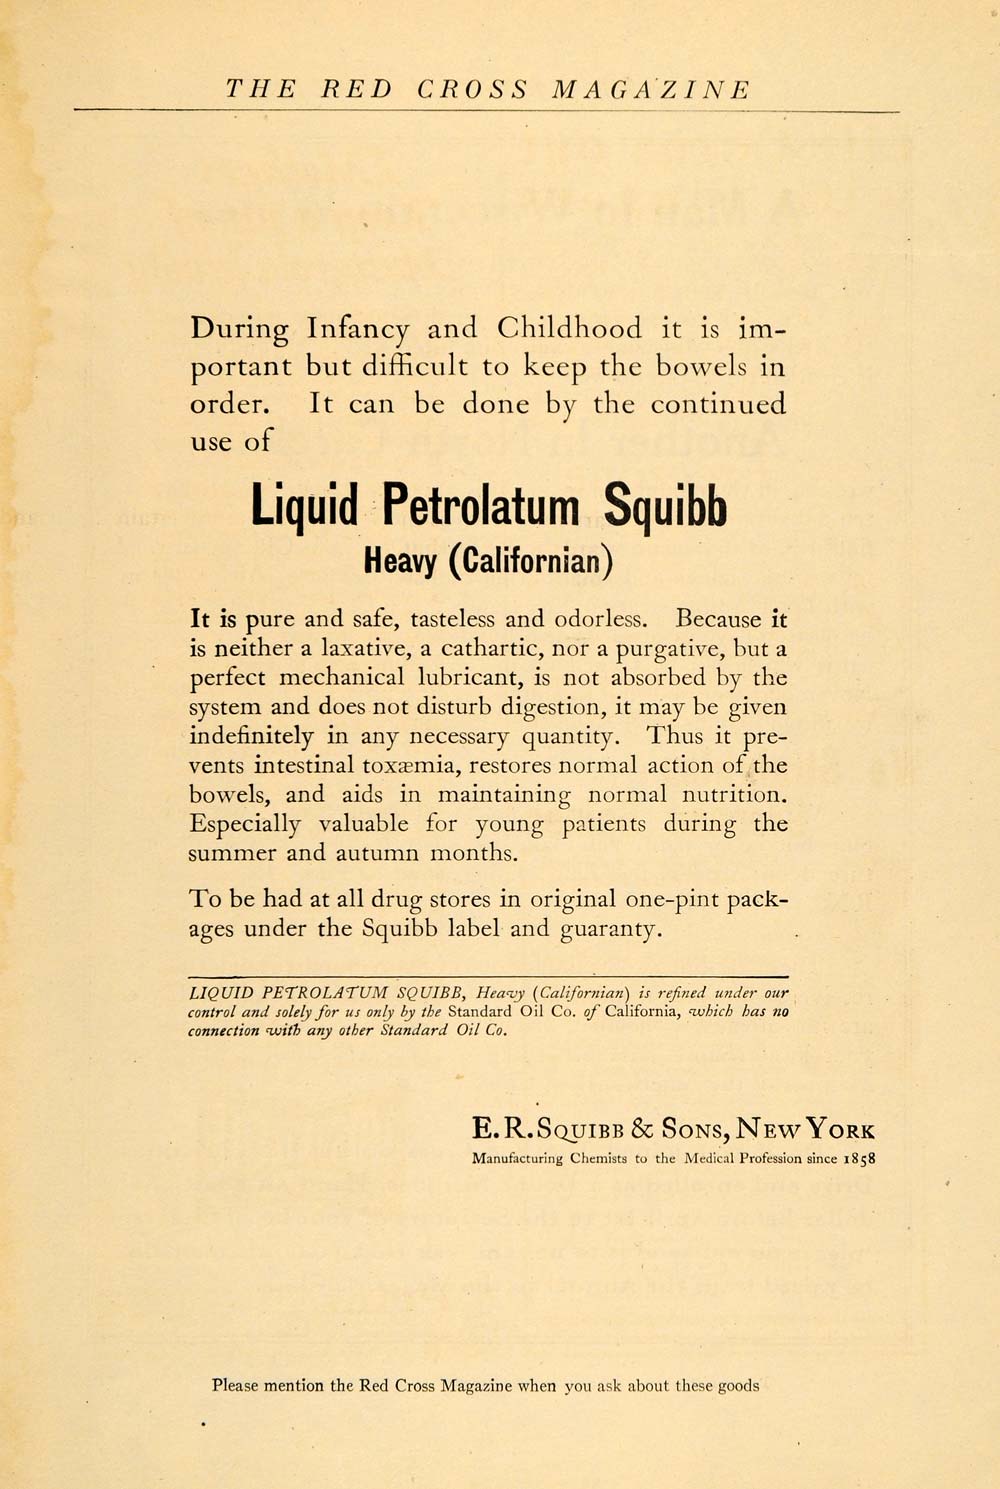 THE RED CROSS MAGAZINE
During Infancy and Childhood it is im-
portant but difficult to keep the bowels in
order. It can be done by the continued
use of
Liquid Petrolatum Squibb
Heavy (Californian)
It is pure and safe, tasteless and odorless. Because it
is neither a laxative, a cathartic, nor a purgative, but a
perfect mechanical lubricant, is not absorbed by the
system and does not disturb digestion, it may be given
indefinitely in any necessary quantity. Thus it pre-
vents intestinal toxæmia, restores normal action of the
bowels, and aids in maintaining normal nutrition.
Especially valuable for young patients during the
summer and autumn months.
To be had at all drug stores in original one-pint pack-
ages under the Squibb label and guaranty.
LIQUID PETROLATUM SQUIBB, Heavy (Californian) is refined under our
control and solely for us only by the Standard Oil Co. of California, which has no
connection with any other Standard Oil Co.
E. R. SQUIBB & SONS, NEW YORK
Manufacturing Chemists to the Medical Profession since 1858
Please mention the Red Cross Magazine when you ask about these goods